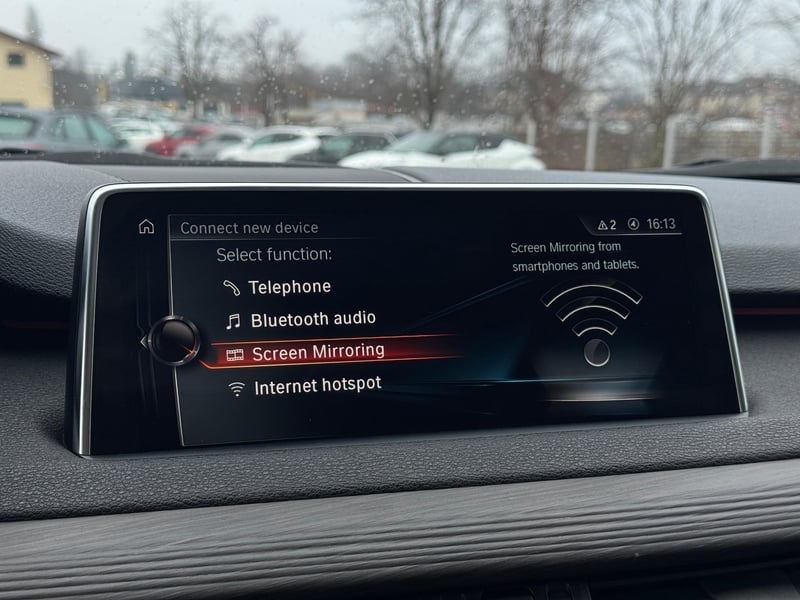 Connect new device
2 16:13
Select function:
Screen Mirroring from
smartphones and tablets.
Telephone
Bluetooth audio
Screen Mirroring
Internet hotspot